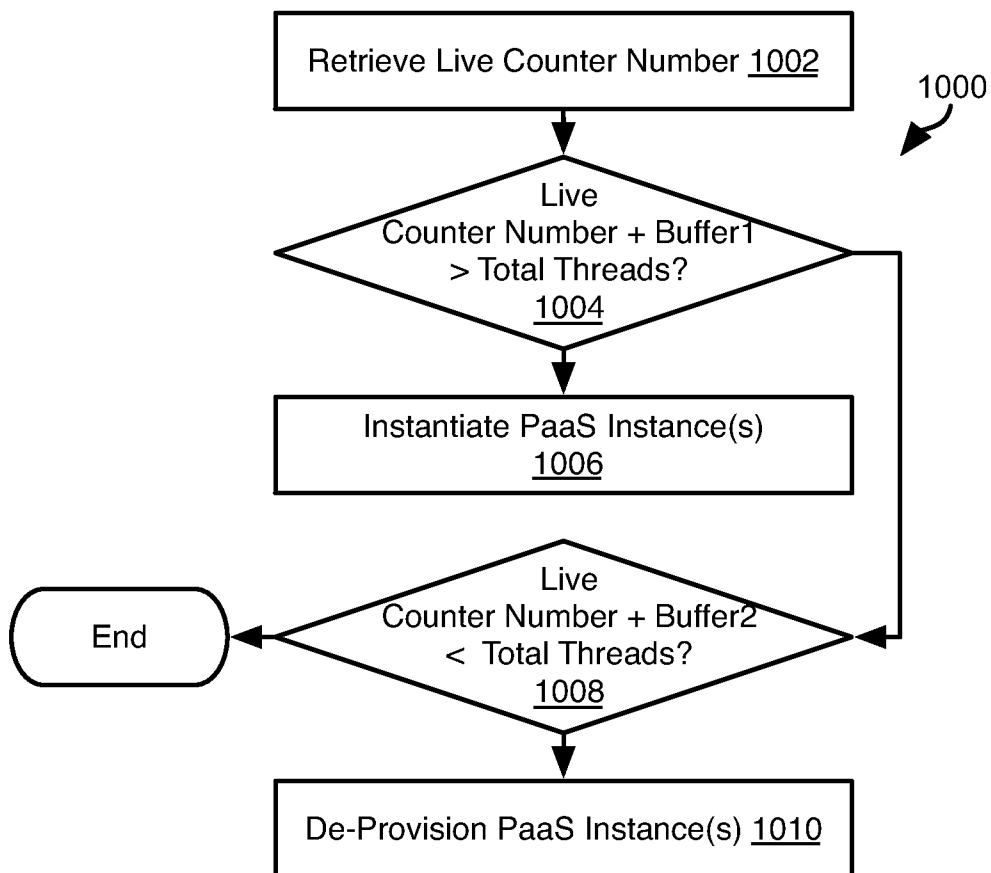 Retrieve Live Counter Number 1002
1000
Live
Counter Number + Buffer1
> Total Threads?
1004
Instantiate PaaS Instance(s)
1006
Live
Counter Number + Buffer2
< Total Threads?
1008
End
De-Provision PaaS Instance(s) 1010